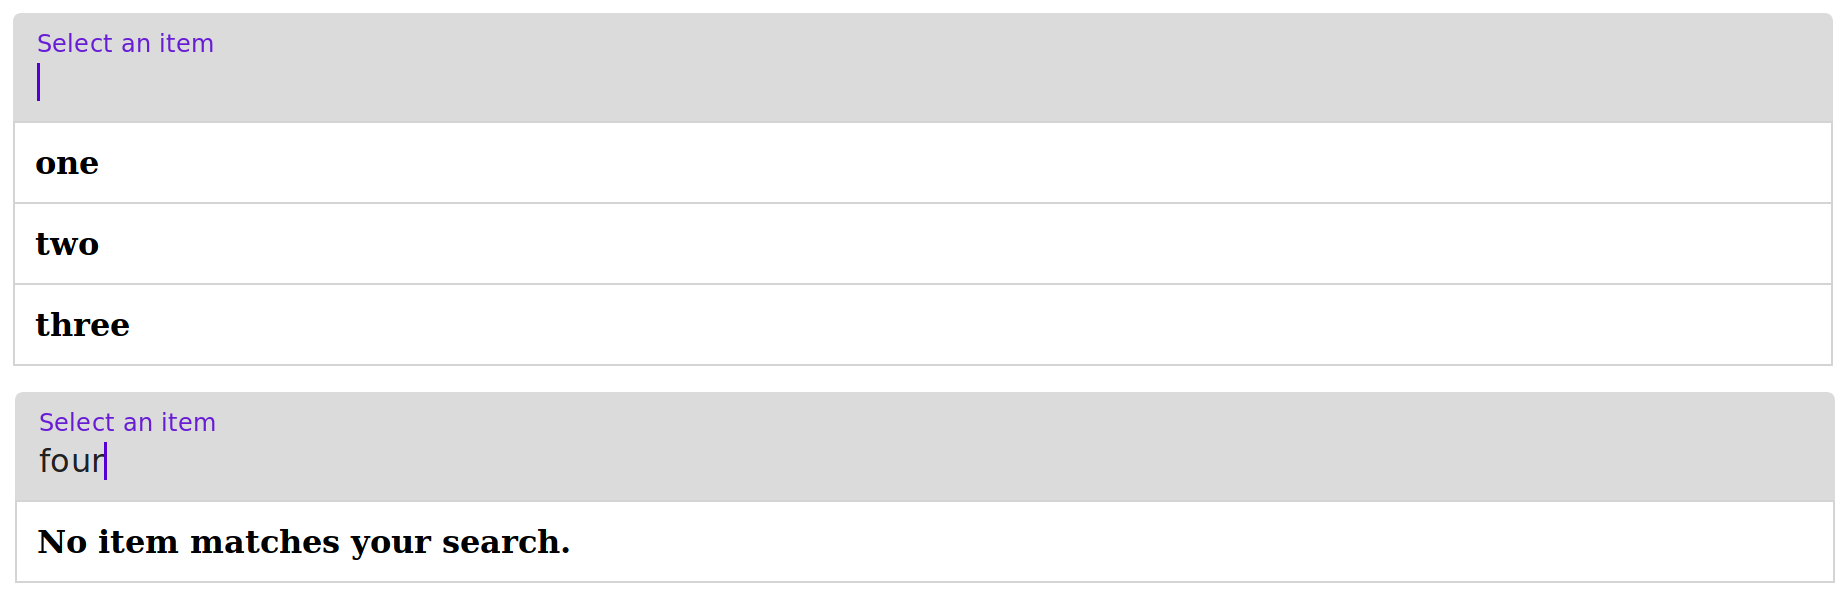 Select an item
one
two
three
Select an item
four
No item matches your search.